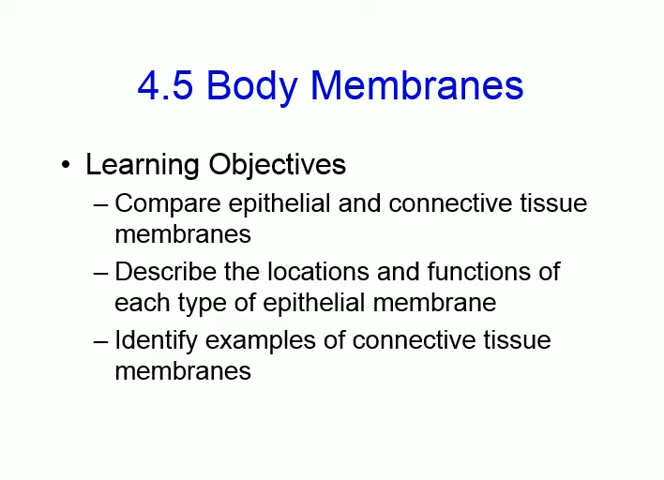 4.5 Body Membranes
• Learning Objectives
– Compare epithelial and connective tissue
membranes
– Describe the locations and functions of
each type of epithelial membrane
– Identify examples of connective tissue
membranes